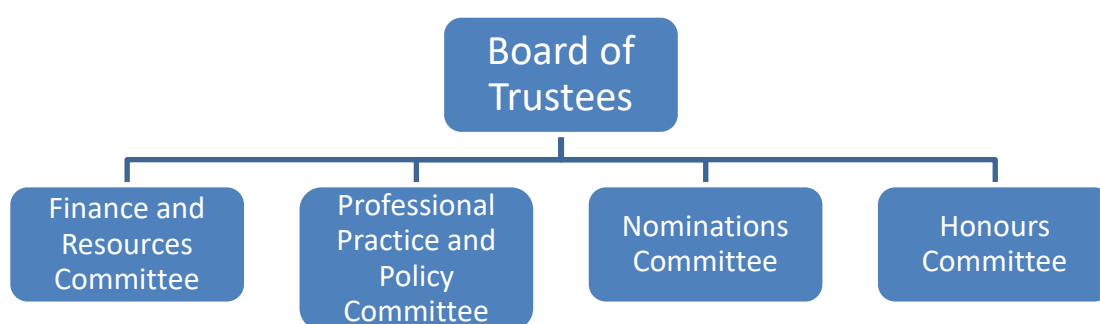 Board of
Trustees
Finance and
Resources
Committee
Professional
Practice and
Policy
Committee
Nominations
Committee
Honours
Committee